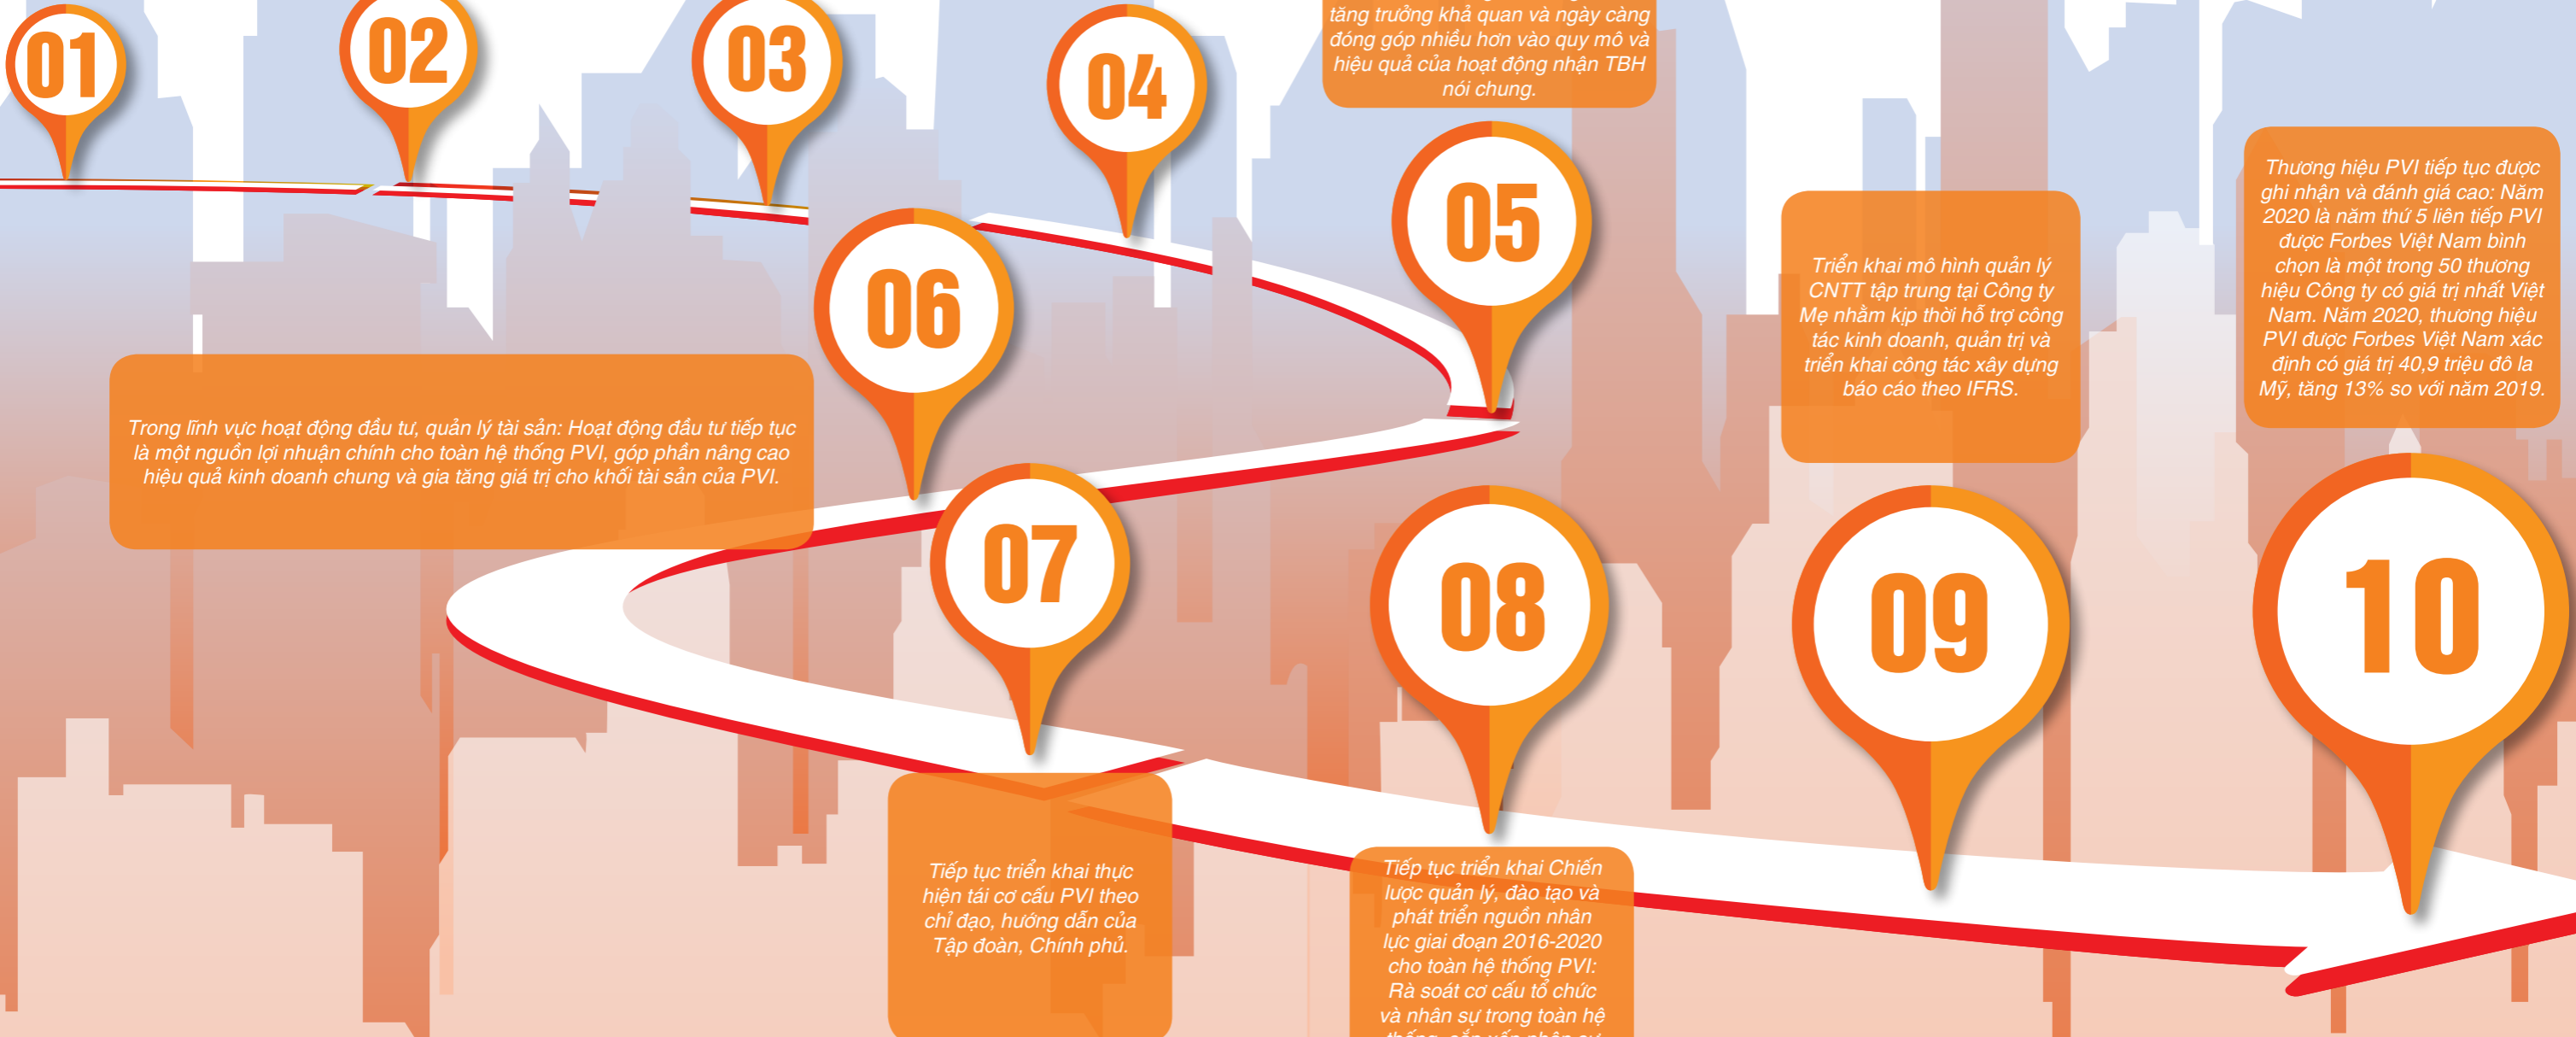 01
02
03
04
tăng trưởng khả quan và ngày càng
đóng góp nhiều hơn vào quy mô và
hiệu quả của hoạt động nhận TBH
nói chung.
05
06
Trong lĩnh vực hoạt động đầu tư, quản lý tài sản: Hoạt động đầu tư tiếp tục
là một nguồn lợi nhuận chính cho toàn hệ thống PVI, góp phần nâng cao
hiệu quả kinh doanh chung và gia tăng giá trị cho khối tài sản của PVI.
07
Tiếp tục triển khai thực
hiện tái cơ cấu PVI theo
chỉ đạo, hướng dẫn của
Tập đoàn, Chính phủ.
08
Tiếp tục triển khai Chiến
lược quản lý, đào tạo và
phát triển nguồn nhân
lực giai đoạn 2016-2020
cho toàn hệ thống PVI:
Rà soát cơ cấu tổ chức
và nhân sự trong toàn hệ
thống, sắp xếp nhân sự
Triển khai mô hình quản lý
CNTT tập trung tại Công ty
Mẹ nhằm kịp thời hỗ trợ công
tác kinh doanh, quản trị và
triển khai công tác xây dựng
báo cáo theo IFRS.
09
Thương hiệu PVI tiếp tục được
ghi nhận và đánh giá cao: Năm
2020 là năm thứ 5 liên tiếp PVI
được Forbes Việt Nam bình
chọn là một trong 50 thương
hiệu Công ty có giá trị nhất Việt
Nam. Năm 2020, thương hiệu
PVI được Forbes Việt Nam xác
định có giá trị 40,9 triệu đô la
Mỹ, tăng 13% so với năm 2019.
10